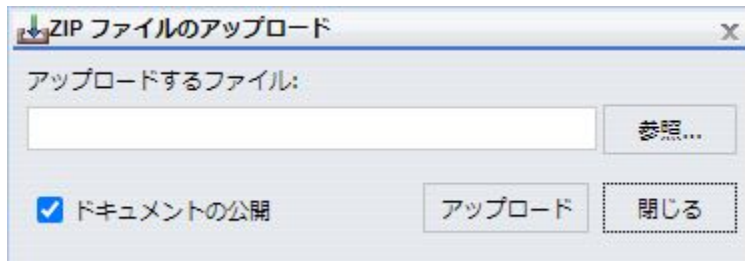 ZIP ファイルのアップロード
アップロードするファイル:
参照...
ドキュメントの公開 アップロード 閉じる